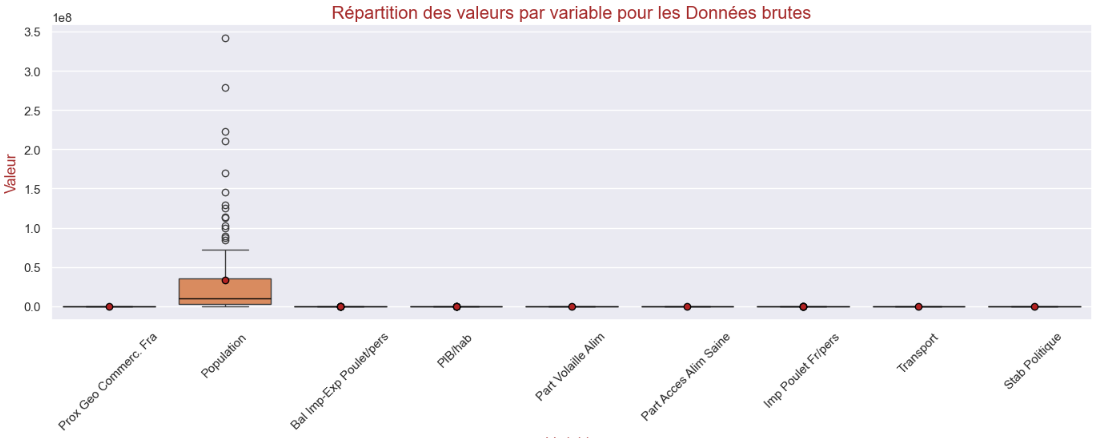 Répartition des valeurs par variable pour les Données brutes
1e8
3.5
3.0
2.5
2.0
1.5
1.0
0.5
0.0
Valeur
Prox Geo Commerc. Fra
Population
Bal Imp-Exp Poulet/pers
PIB/hab
Part Volaille Alim
Part Acces Alim Saine
Imp Poulet Fr/pers
Transport
Stab Politique